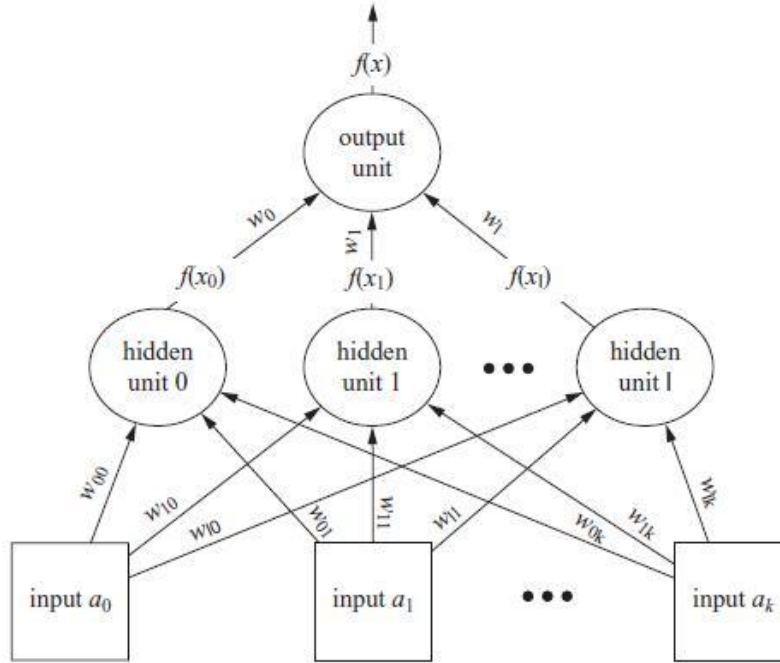 f(x)
output
unit
w₀ w₁ wₗ
f(x₀) f(x₁) f(xₗ)
hidden
unit 0
hidden
unit 1
•••
hidden
unit l
w₀₀ w₁₀ wₗ₀ w₀₁ w₁₁ wₗ₁ w₀ₖ w₁ₖ wₗₖ
input a₀
input a₁
•••
input aₖ